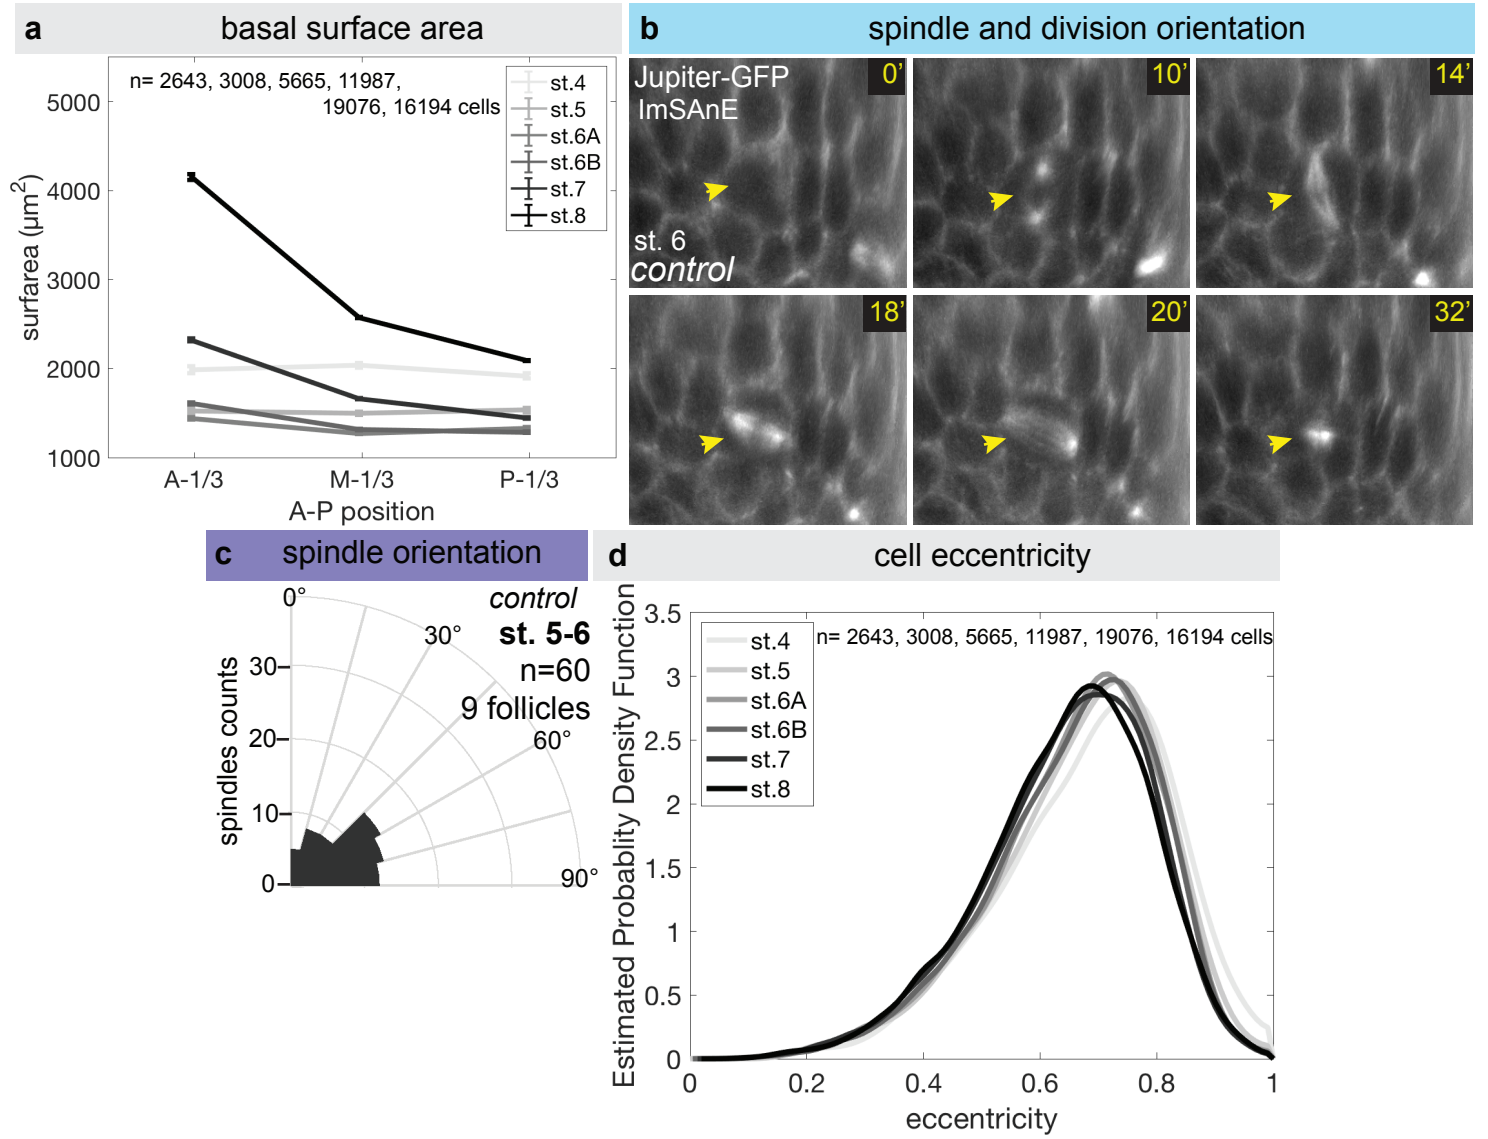 a basal surface area
n= 2643, 3008, 5665, 11987,
19076, 16194 cells
st.4
st.5
st.6A
st.6B
st.7
st.8
surfarea (μm²)
5000
4000
3000
2000
1000
A-1/3 M-1/3 P-1/3
A-P position
b spindle and division orientation
Jupiter-GFP
ImSAnE
0'
10'
14'
st. 6
control
18'
20'
32'
c spindle orientation
control
st. 5-6
n=60
9 follicles
0°
30°
60°
90°
spindles counts
30
20
10
0
d cell eccentricity
n= 2643, 3008, 5665, 11987, 19076, 16194 cells
st.4
st.5
st.6A
st.6B
st.7
st.8
Estimated Probablity Density Function
3.5
3
2.5
2
1.5
1
0.5
0
0 0.2 0.4 0.6 0.8 1
eccentricity